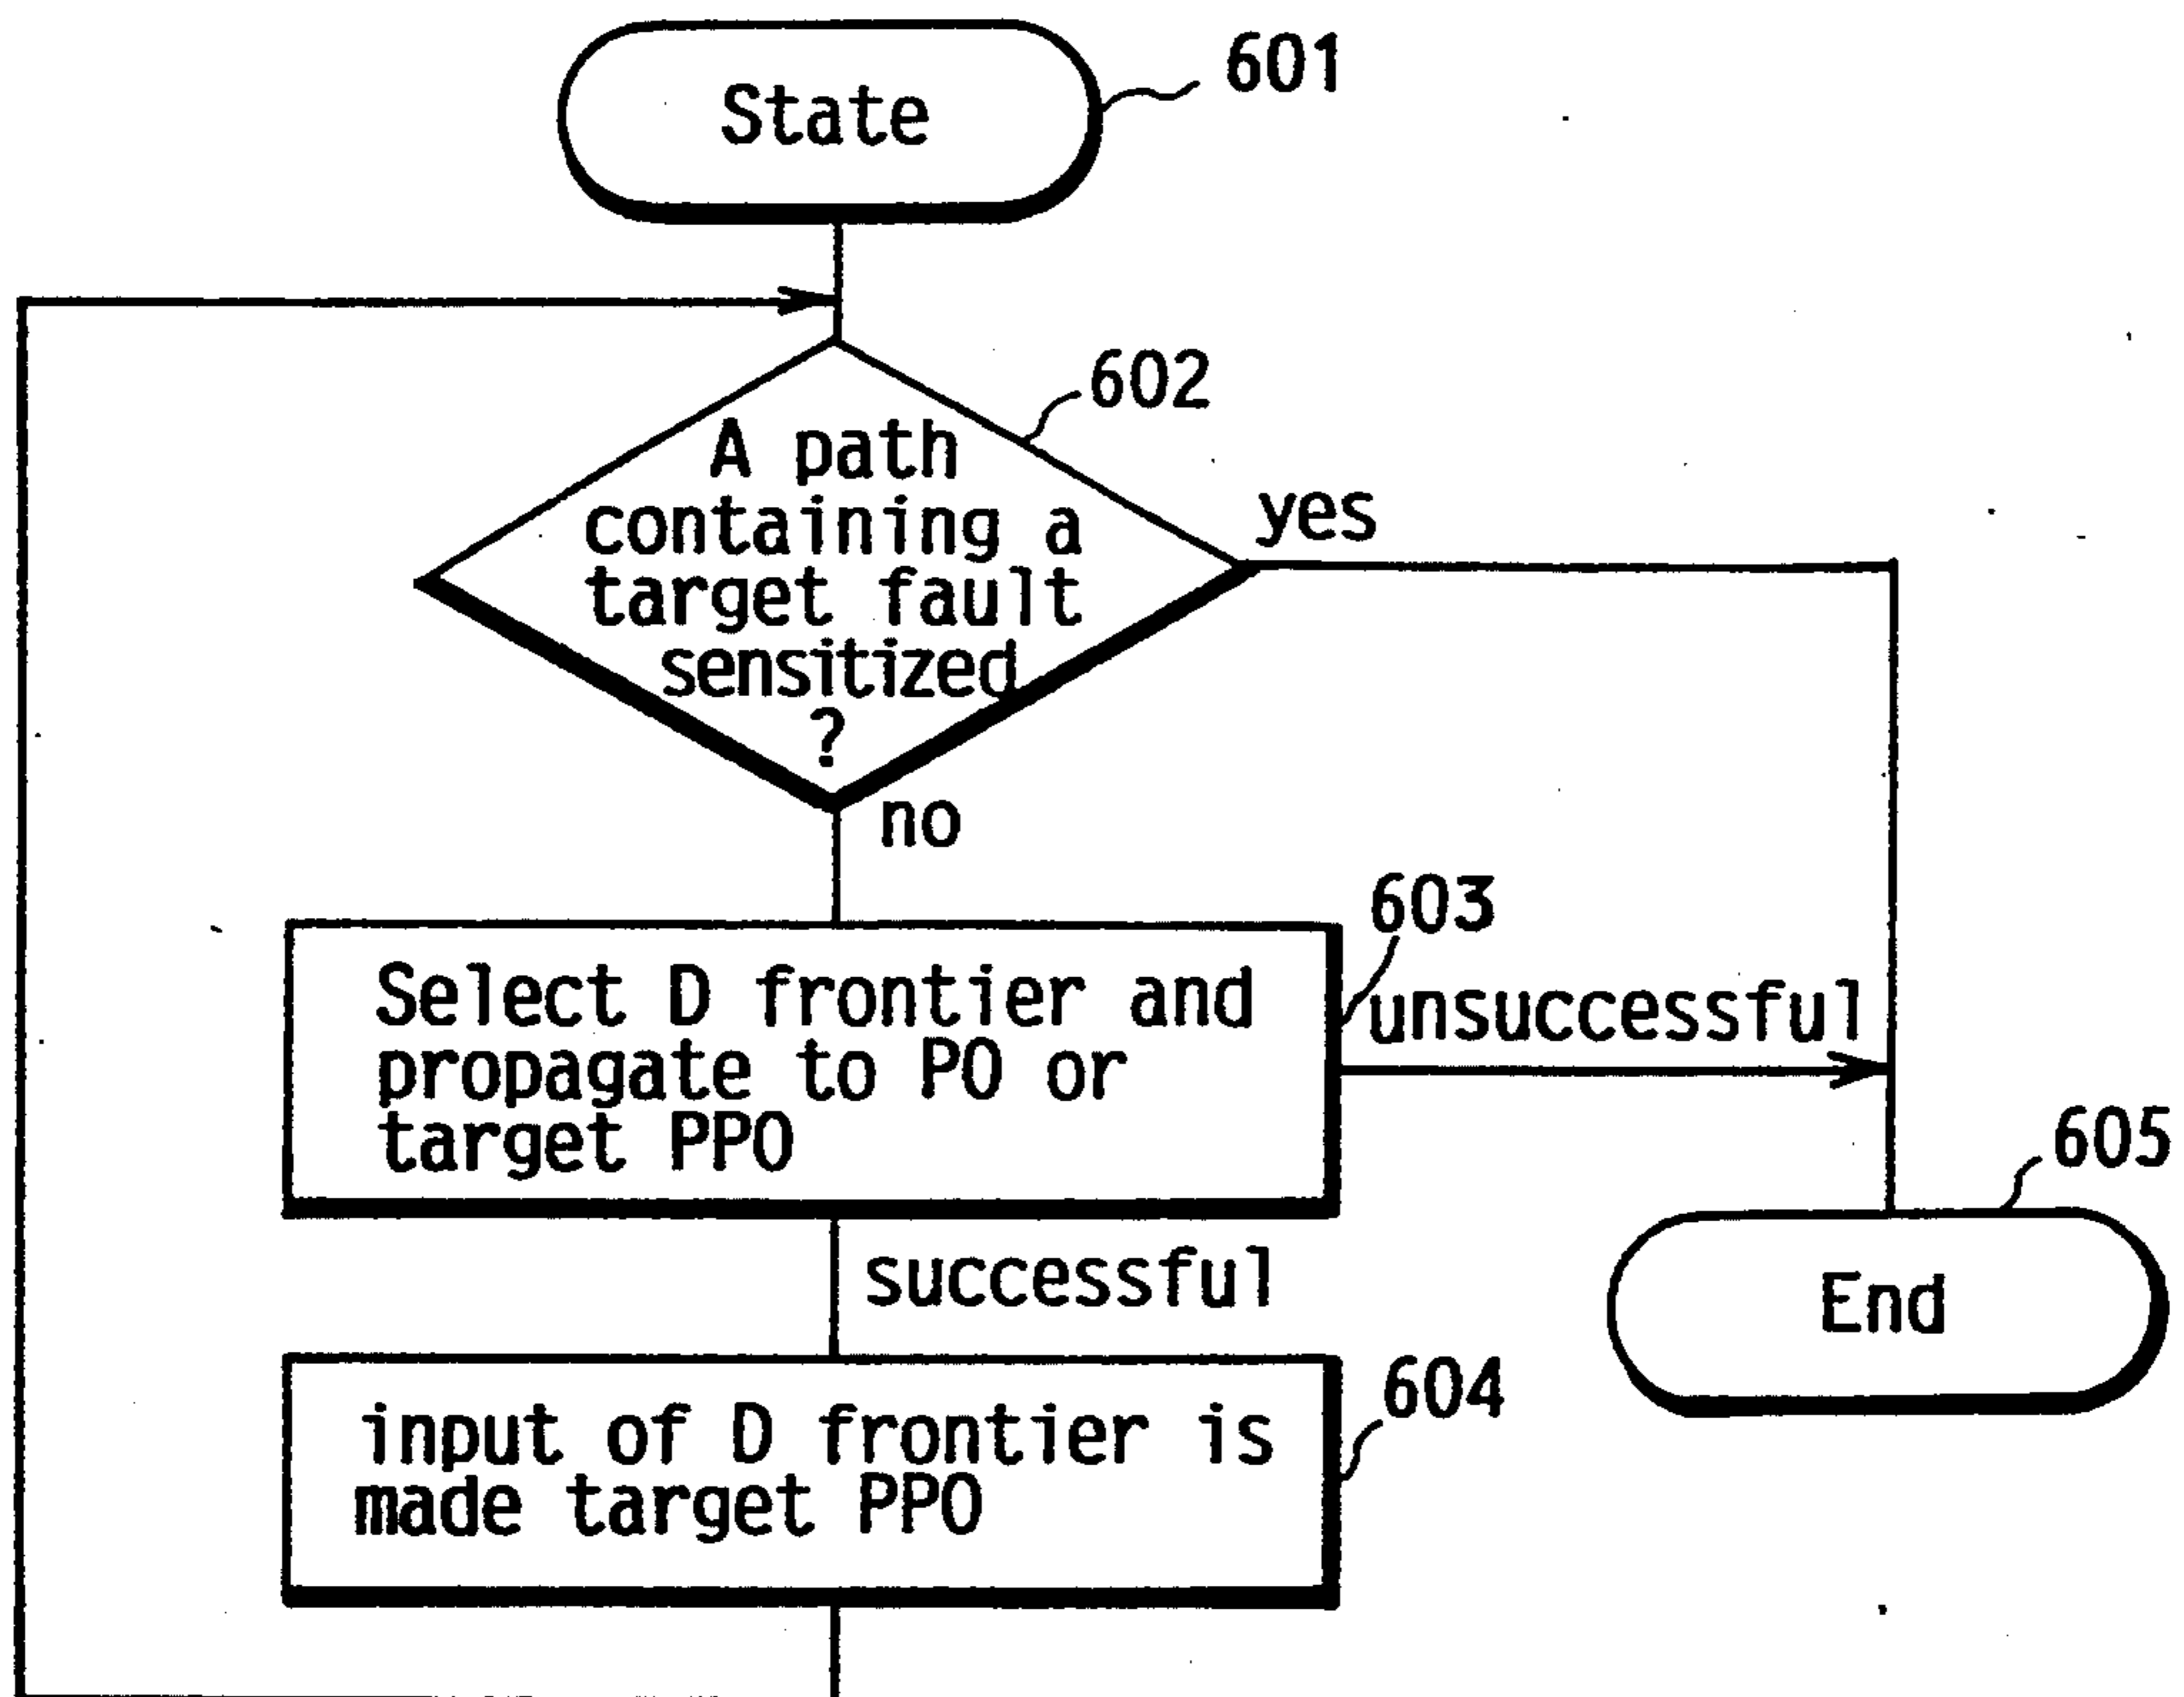 State
601
602
A path
containing a
target fault
sensitized
?
yes
no
603
Select D frontier and
propagate to PO or
target PPO
unsuccessful
605
successful
End
604
input of D frontier is
made target PPO